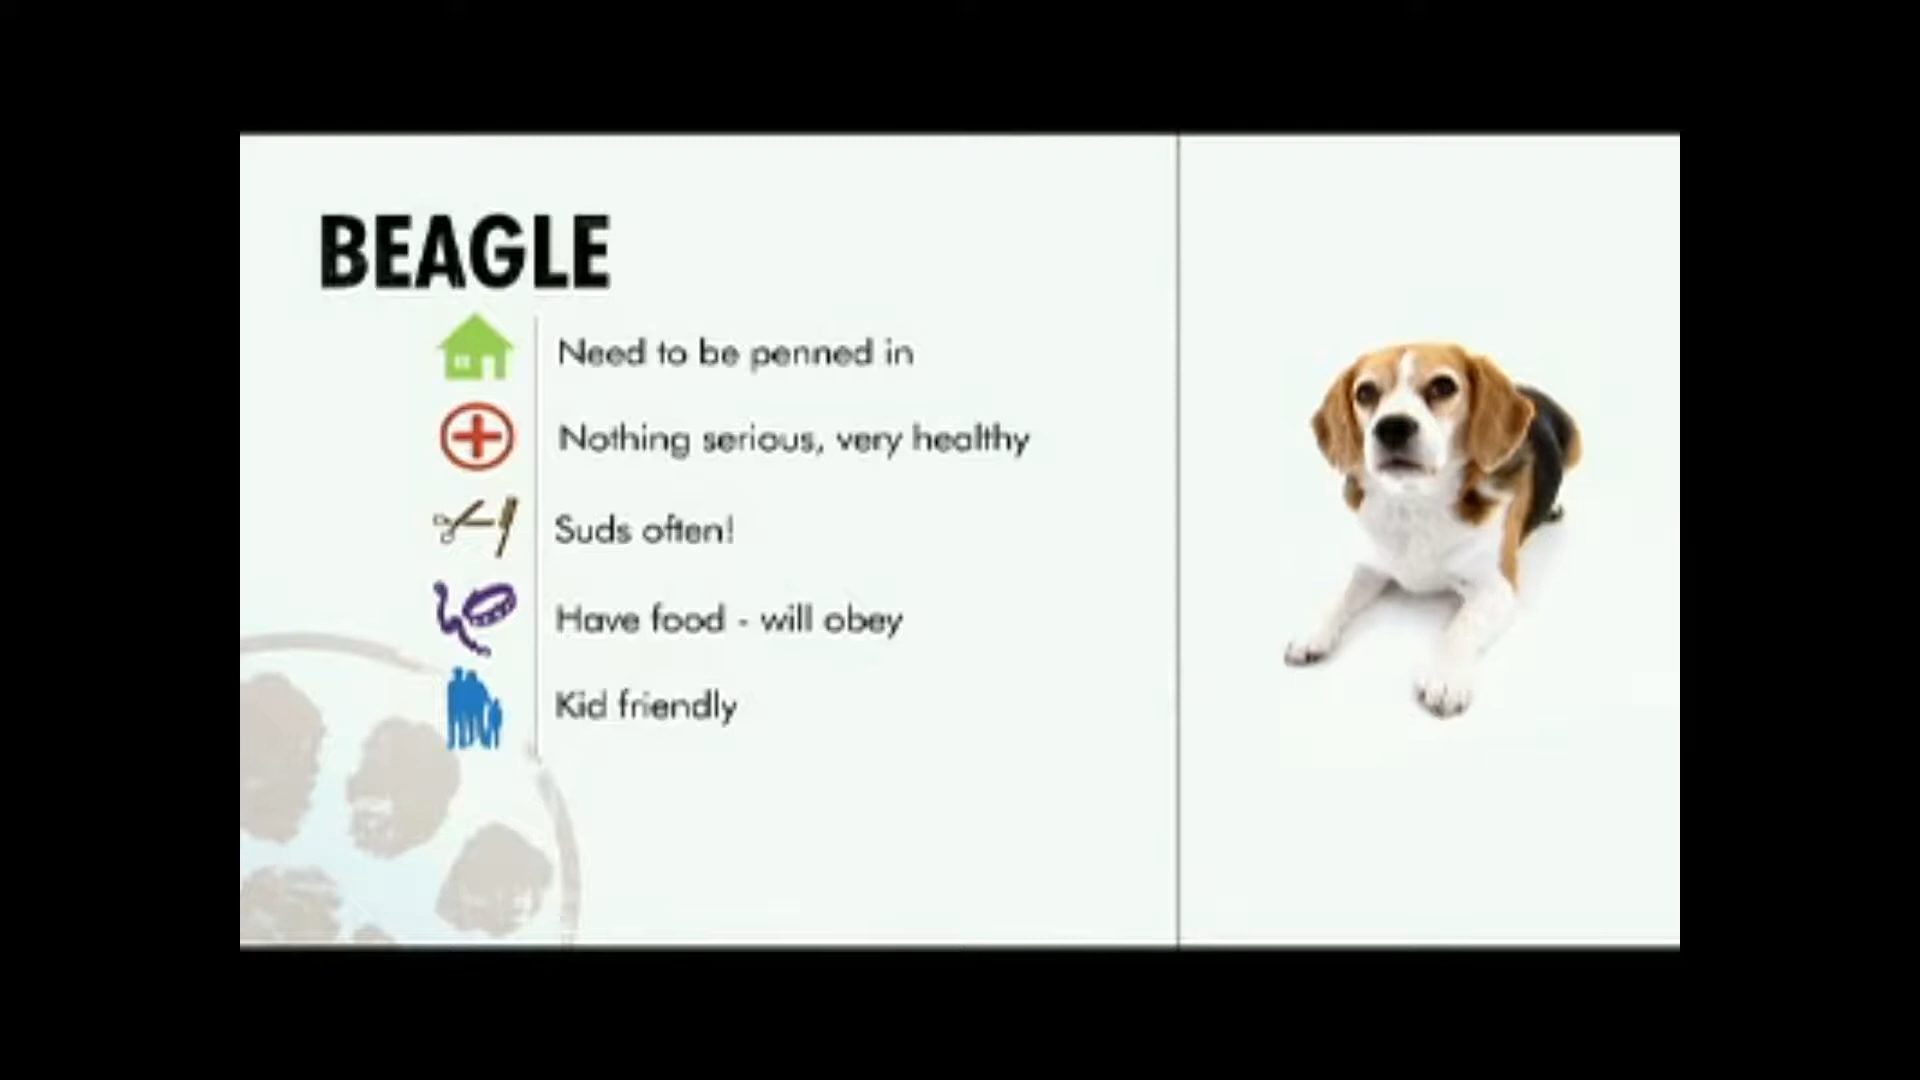 BEAGLE
Need to be penned in
Nothing serious, very healthy
Suds often!
Have food - will obey
Kid friendly